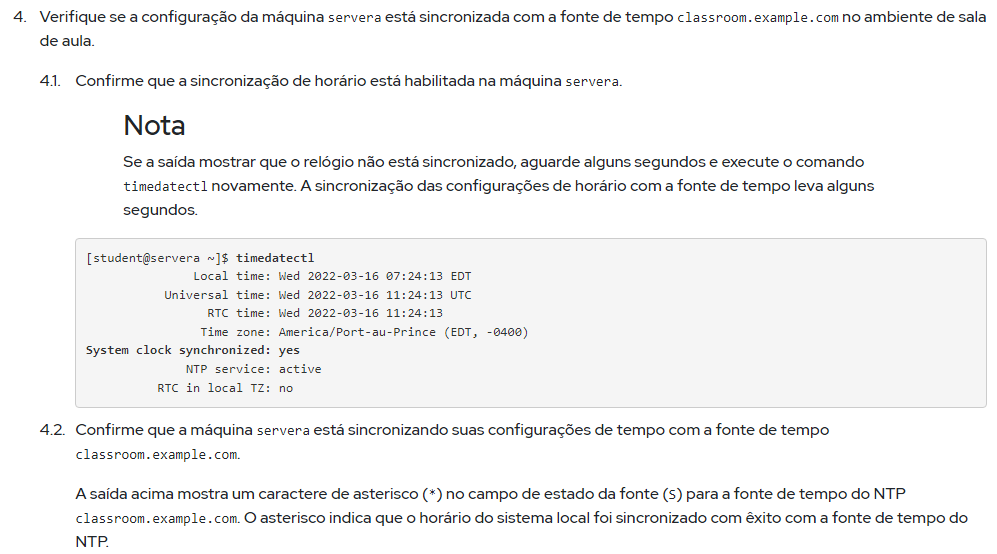 4. Verifique se a configuração da máquina servera está sincronizada com a fonte de tempo classroom.example.com no ambiente de sala
de aula.
4.1. Confirme que a sincronização de horário está habilitada na máquina servera.
Nota
Se a saída mostrar que o relógio não está sincronizado, aguarde alguns segundos e execute o comando
timedatectl novamente. A sincronização das configurações de horário com a fonte de tempo leva alguns
segundos.
[student@servera ~]$ timedatectl
Local time: Wed 2022-03-16 07:24:13 EDT
Universal time: Wed 2022-03-16 11:24:13 UTC
RTC time: Wed 2022-03-16 11:24:13
Time zone: America/Port-au-Prince (EDT, -0400)
System clock synchronized: yes
NTP service: active
RTC in local TZ: no
4.2. Confirme que a máquina servera está sincronizando suas configurações de tempo com a fonte de tempo
classroom.example.com.
A saída acima mostra um caractere de asterisco (*) no campo de estado da fonte (S) para a fonte de tempo do NTP
classroom.example.com. O asterisco indica que o horário do sistema local foi sincronizado com êxito com a fonte de tempo do
NTP.